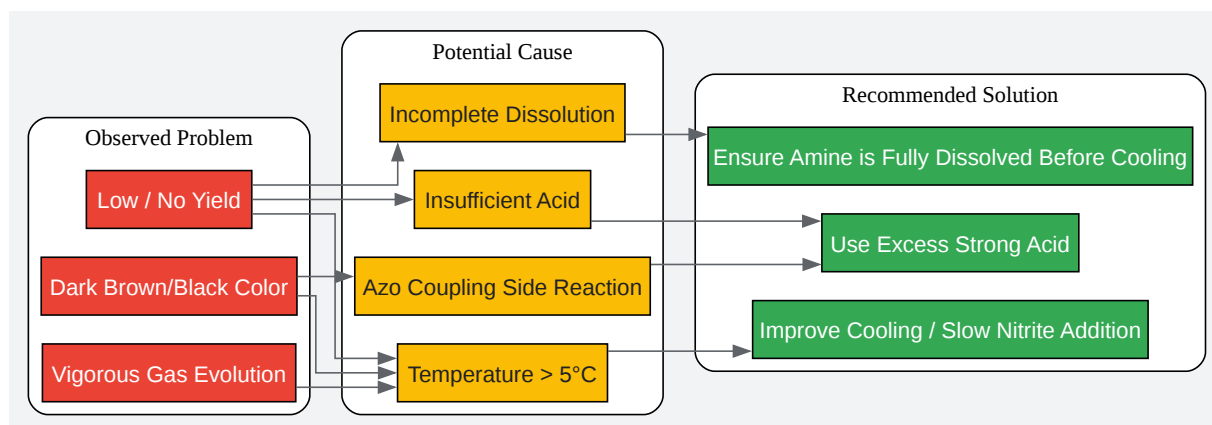 Observed Problem
Low / No Yield
Dark Brown/Black Color
Vigorous Gas Evolution
Potential Cause
Incomplete Dissolution
Insufficient Acid
Azo Coupling Side Reaction
Temperature > 5°C
Recommended Solution
Ensure Amine is Fully Dissolved Before Cooling
Use Excess Strong Acid
Improve Cooling / Slow Nitrite Addition